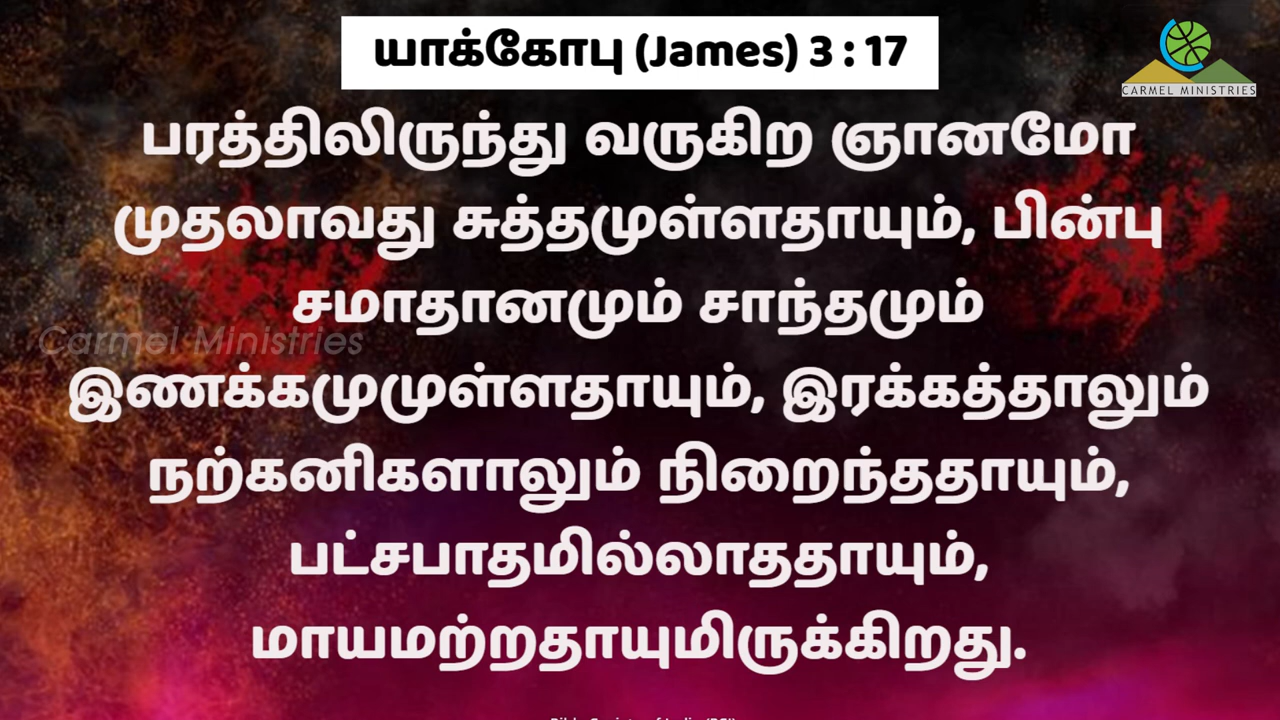 யாக்கோபு (James) 3 : 17
CARMEL MINISTRIES
பரத்திலிருந்து வருகிற ஞானமோ
முதலாவது சுத்தமுள்ளதாயும், பின்பு
சமாதானமும் சாந்தமும்
Carmel Ministries
இணக்கமுமுள்ளதாயும், இரக்கத்தாலும்
நற்கனிகளாலும் நிறைந்ததாயும்,
பட்சபாதமில்லாததாயும்,
மாயமற்றதாயுமிருக்கிறது.